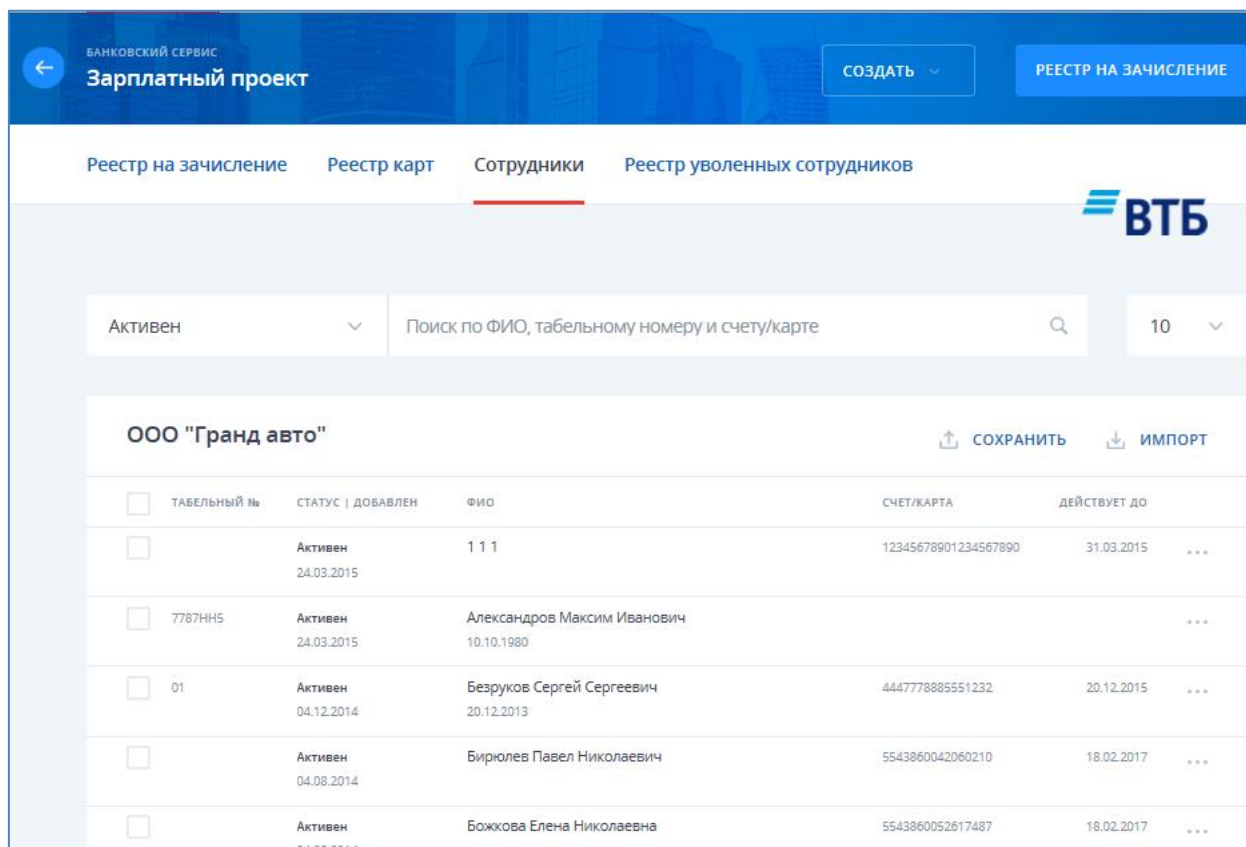 БАНКОВСКИЙ СЕРВИС
Зарплатный проект
СОЗДАТЬ
РЕЕСТР НА ЗАЧИСЛЕНИЕ
Реестр на зачисление Реестр карт Сотрудники Реестр уволенных сотрудников
ВТБ
Активен Поиск по ФИО, табельному номеру и счету/карте 10
ООО "Гранд авто" СОХРАНИТЬ ИМПОРТ
ТАБЕЛЬНЫЙ № СТАТУС | ДОБАВЛЕН ФИО СЧЕТ/КАРТА ДЕЙСТВУЕТ ДО
Активен 1 1 1 12345678901234567890 31.03.2015 ...
24.03.2015
7787НН5 Активен Александров Максим Иванович ...
24.03.2015 10.10.1980
01 Активен Безруков Сергей Сергеевич 4447778885551232 20.12.2015 ...
04.12.2014 20.12.2013
Активен Бирюлев Павел Николаевич 5543860042060210 18.02.2017 ...
04.08.2014
Активен Божкова Елена Николаевна 5543860052617487 18.02.2017 ...